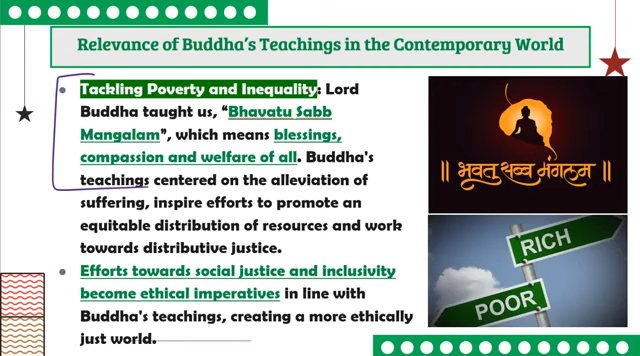 Relevance of Buddha's Teachings in the Contemporary World
Tackling Poverty and Inequality: Lord
Buddha taught us, "Bhavatu Sabb
Mangalam", which means blessings,
compassion and welfare of all. Buddha's
teachings centered on the alleviation of
suffering, inspire efforts to promote an
equitable distribution of resources and work
towards distributive justice.
Efforts towards social justice and inclusivity
become ethical imperatives in line with
Buddha's teachings, creating a more ethically
just world.
|| भवतु सब्ब मंगलम ||
RICH
POOR